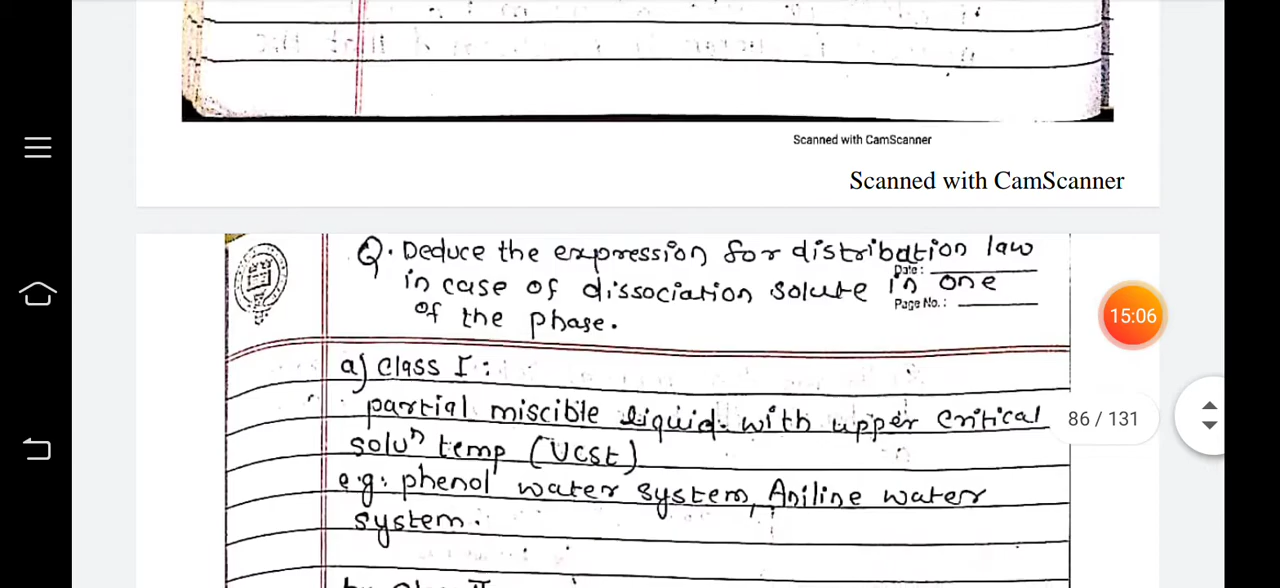 Scanned with CamScanner
Scanned with CamScanner
Q. Deduce the expression for distribution law
Date:
in case of dissociation solute in one
Page No.:
of the phase.
15:06
a) Class I:
86 / 131
partial miscible liquid with upper critical
soluⁿ temp (UCST)
e.g: phenol water system, Aniline water
system.